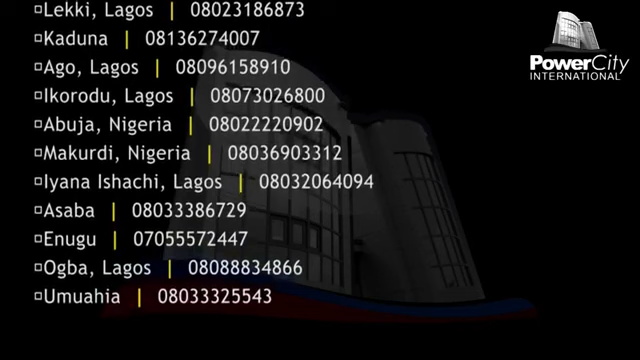 Lekki, Lagos | 08023186873
Kaduna | 08136274007
Ago, Lagos | 08096158910
Ikorodu, Lagos | 08073026800
Abuja, Nigeria | 08022220902
Makurdi, Nigeria | 08036903312
Iyana Ishachi, Lagos | 08032064094
Asaba | 08033386729
Enugu | 07055572447
Ogba, Lagos | 08088834866
Umuahia | 08033325543
PowerCity
INTERNATIONAL